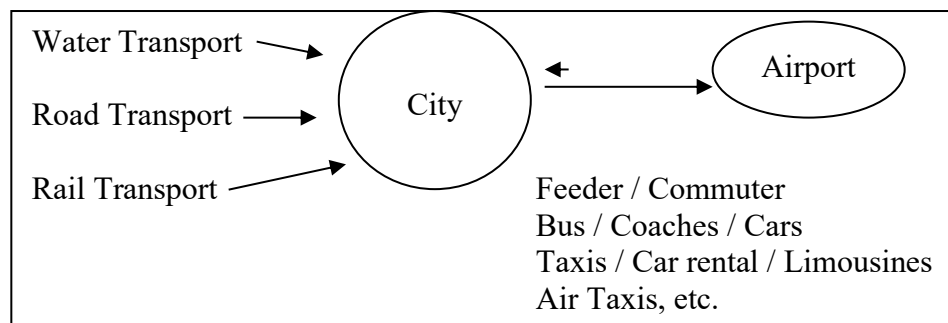 Water Transport
Road Transport
Rail Transport
City
Airport
Feeder / Commuter
Bus / Coaches / Cars
Taxis / Car rental / Limousines
Air Taxis, etc.